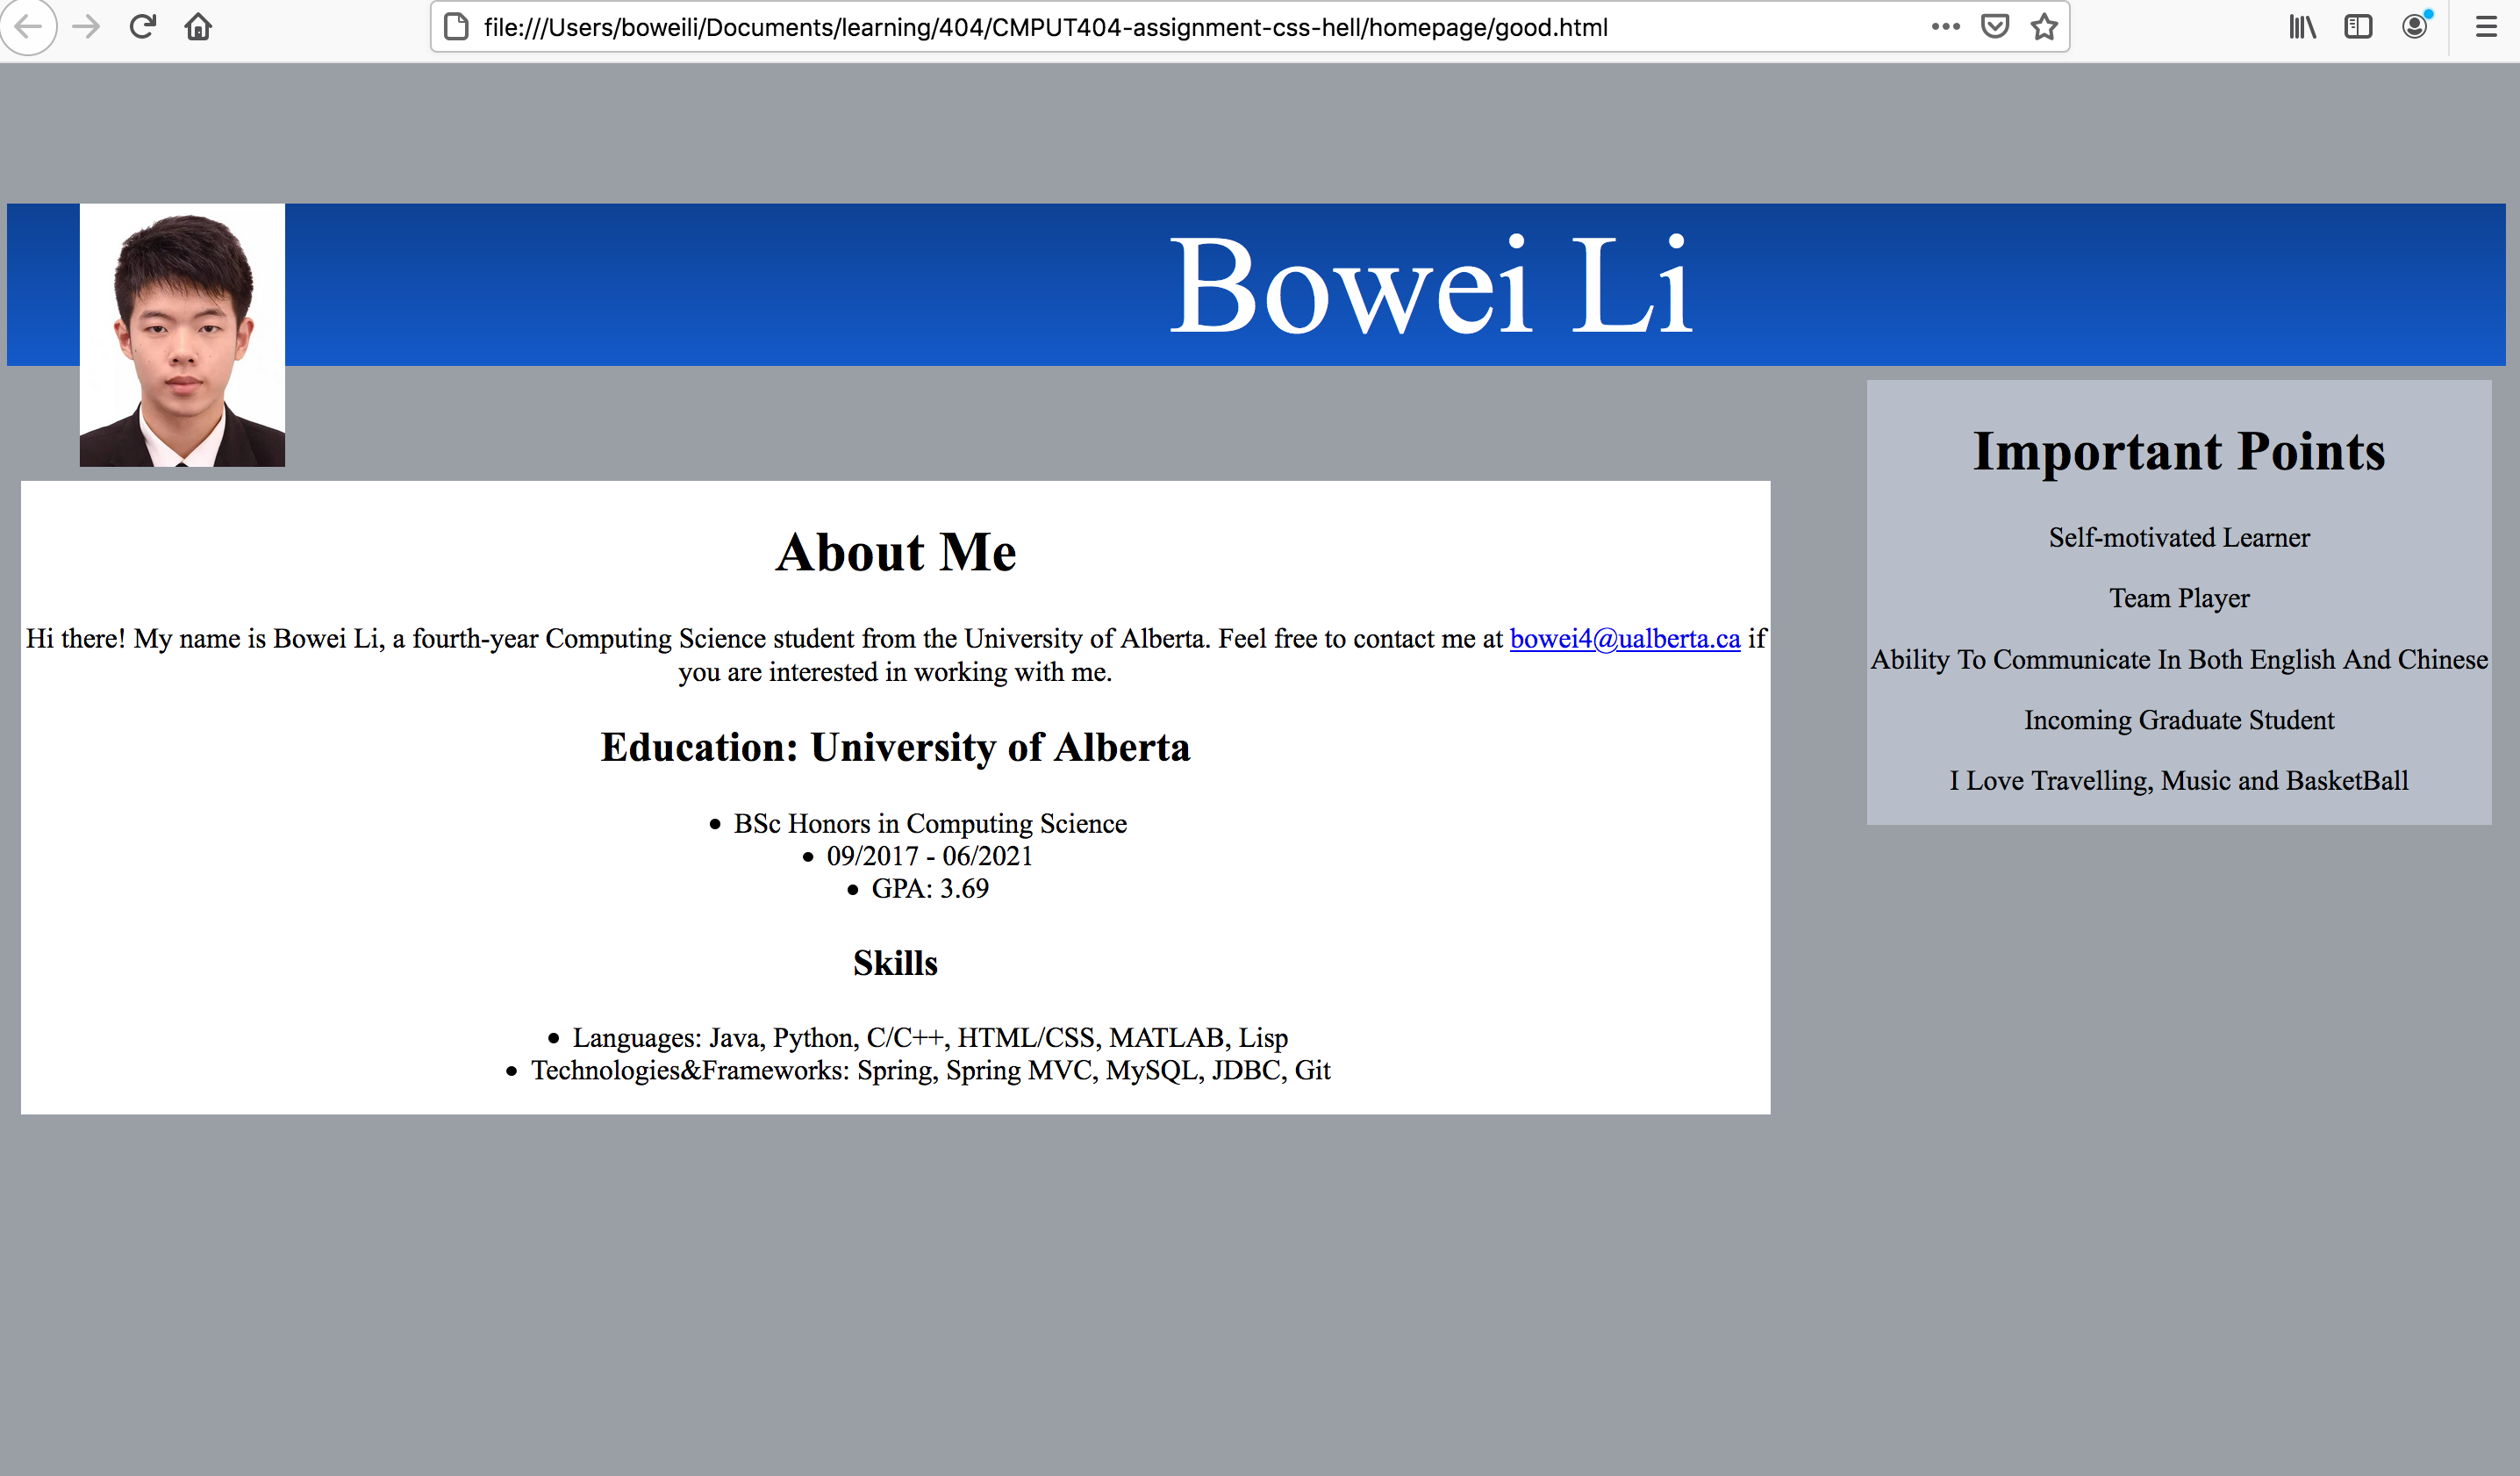 file:///Users/boweili/Documents/learning/404/CMPUT404-assignment-css-hell/homepage/good.html
Bowei Li
About Me
Hi there! My name is Bowei Li, a fourth-year Computing Science student from the University of Alberta. Feel free to contact me at bowei4@ualberta.ca if
you are interested in working with me.
Education: University of Alberta
BSc Honors in Computing Science
09/2017 - 06/2021
GPA: 3.69
Skills
Languages: Java, Python, C/C++, HTML/CSS, MATLAB, Lisp
Technologies&Frameworks: Spring, Spring MVC, MySQL, JDBC, Git
Important Points
Self-motivated Learner
Team Player
Ability To Communicate In Both English And Chinese
Incoming Graduate Student
I Love Travelling, Music and BasketBall